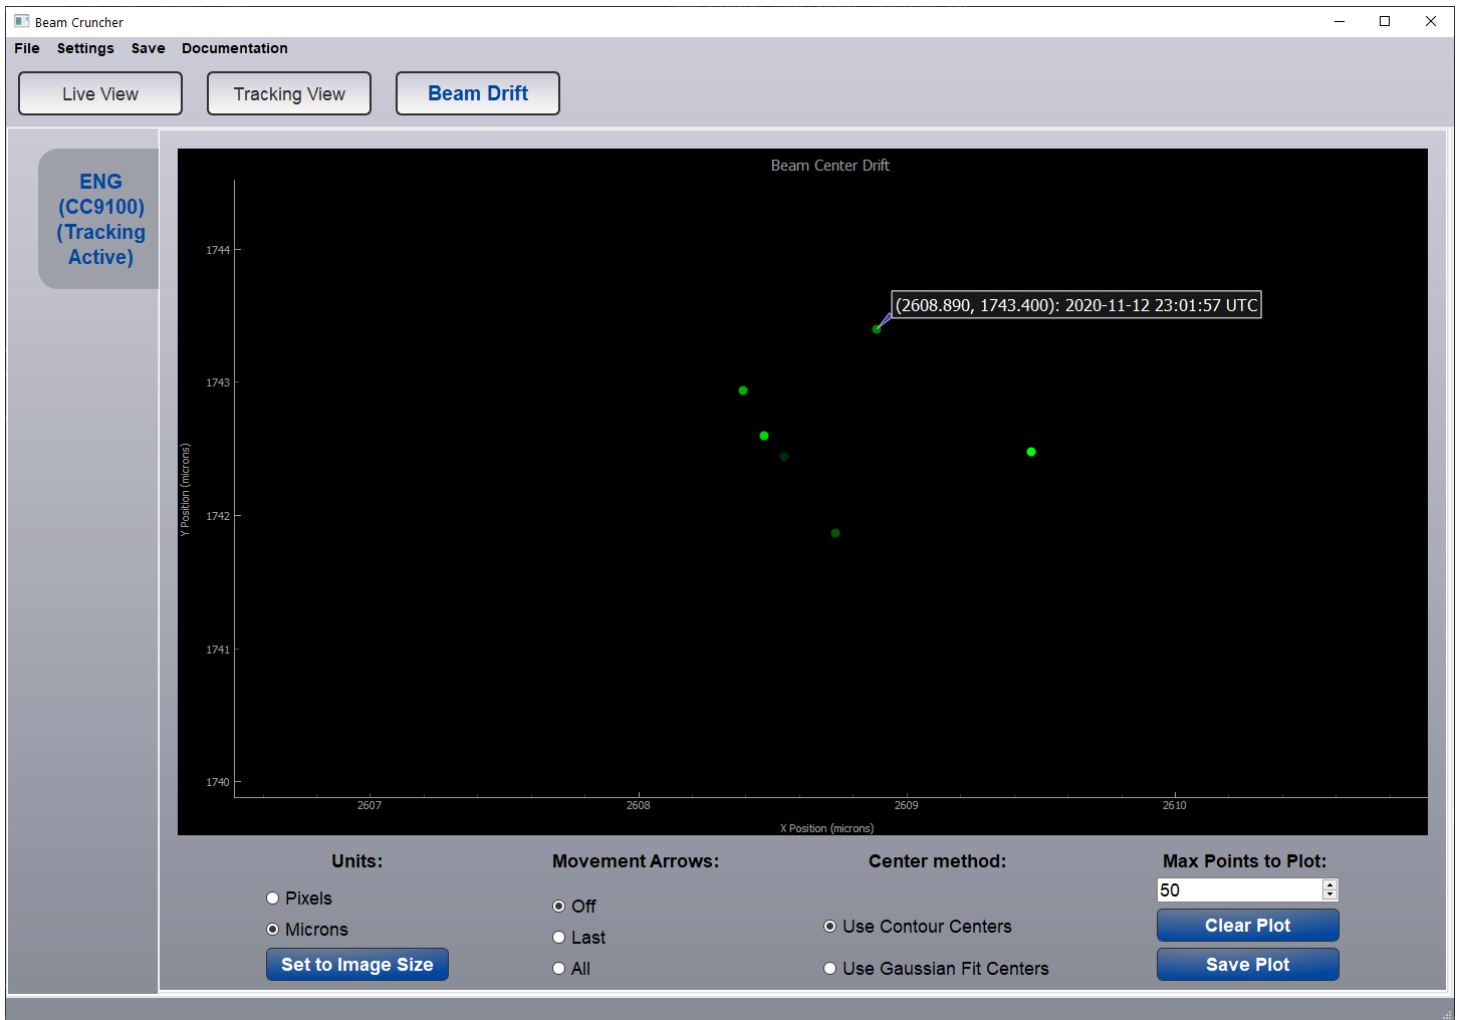 Beam Cruncher
File Settings Save Documentation
Live View
Tracking View
Beam Drift
ENG
(CC9100)
(Tracking
Active)
Beam Center Drift
1744
(2608.890, 1743.400): 2020-11-12 23:01:57 UTC
1743
Y Position (microns)
1742
1741
1740
2607
2608
2609
2610
X Position (microns)
Units:
Pixels
Microns
Set to Image Size
Movement Arrows:
Off
Last
All
Center method:
Use Contour Centers
Use Gaussian Fit Centers
Max Points to Plot:
50
Clear Plot
Save Plot